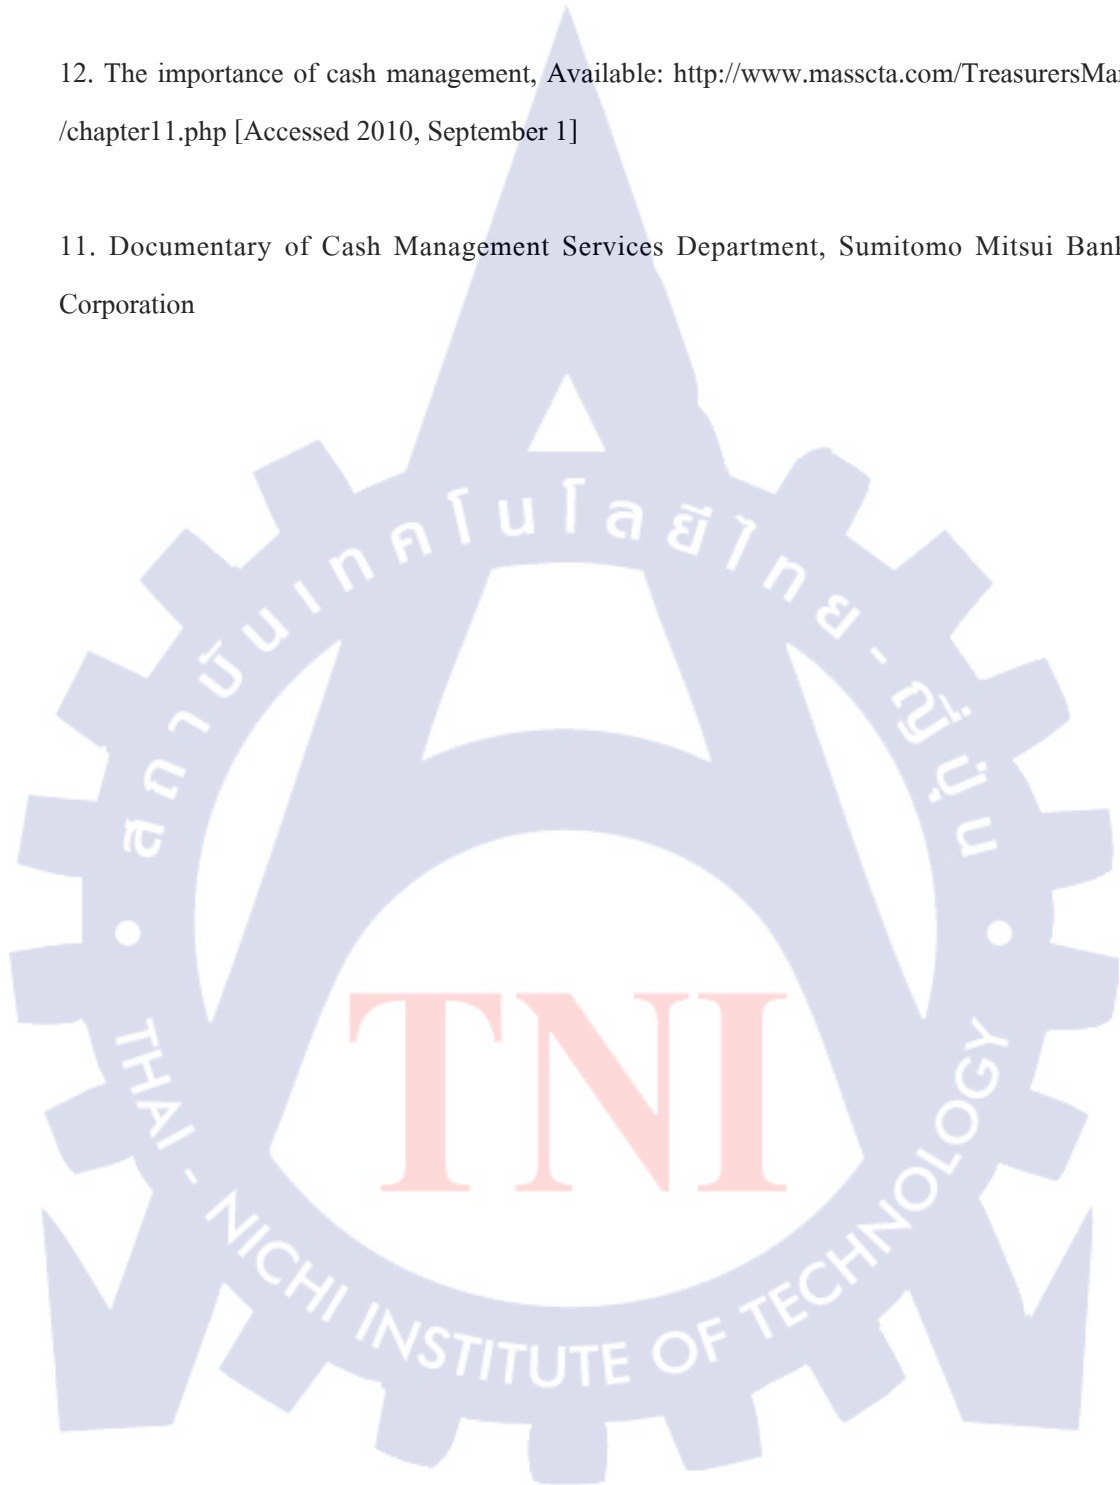 12. The importance of cash management, Available: http://www.masscta.com/TreasurersMa
/chapter11.php [Accessed 2010, September 1]
11. Documentary of Cash Management Services Department, Sumitomo Mitsui Bank
Corporation
สถาบันเทคโนโลยีไทย - ญี่ปุ่น
TNI
THAI - NICHI INSTITUTE OF TECHNOLOGY